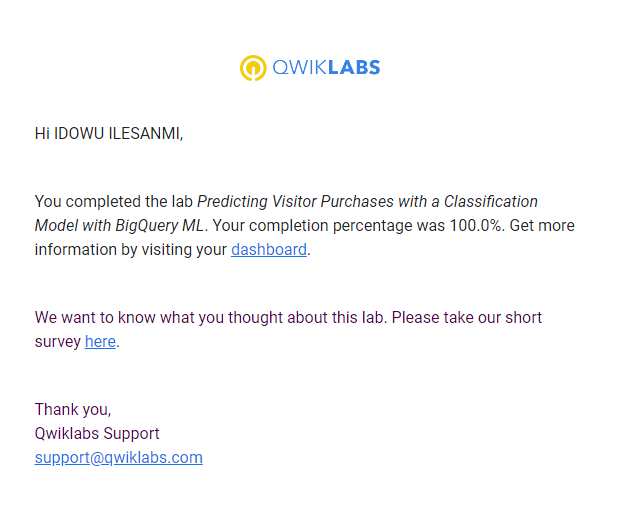 QWIKLABS
Hi IDOWU ILESANMI,
You completed the lab Predicting Visitor Purchases with a Classification
Model with BigQuery ML. Your completion percentage was 100.0%. Get more
information by visiting your dashboard.
We want to know what you thought about this lab. Please take our short
survey here.
Thank you,
Qwiklabs Support
support@qwiklabs.com